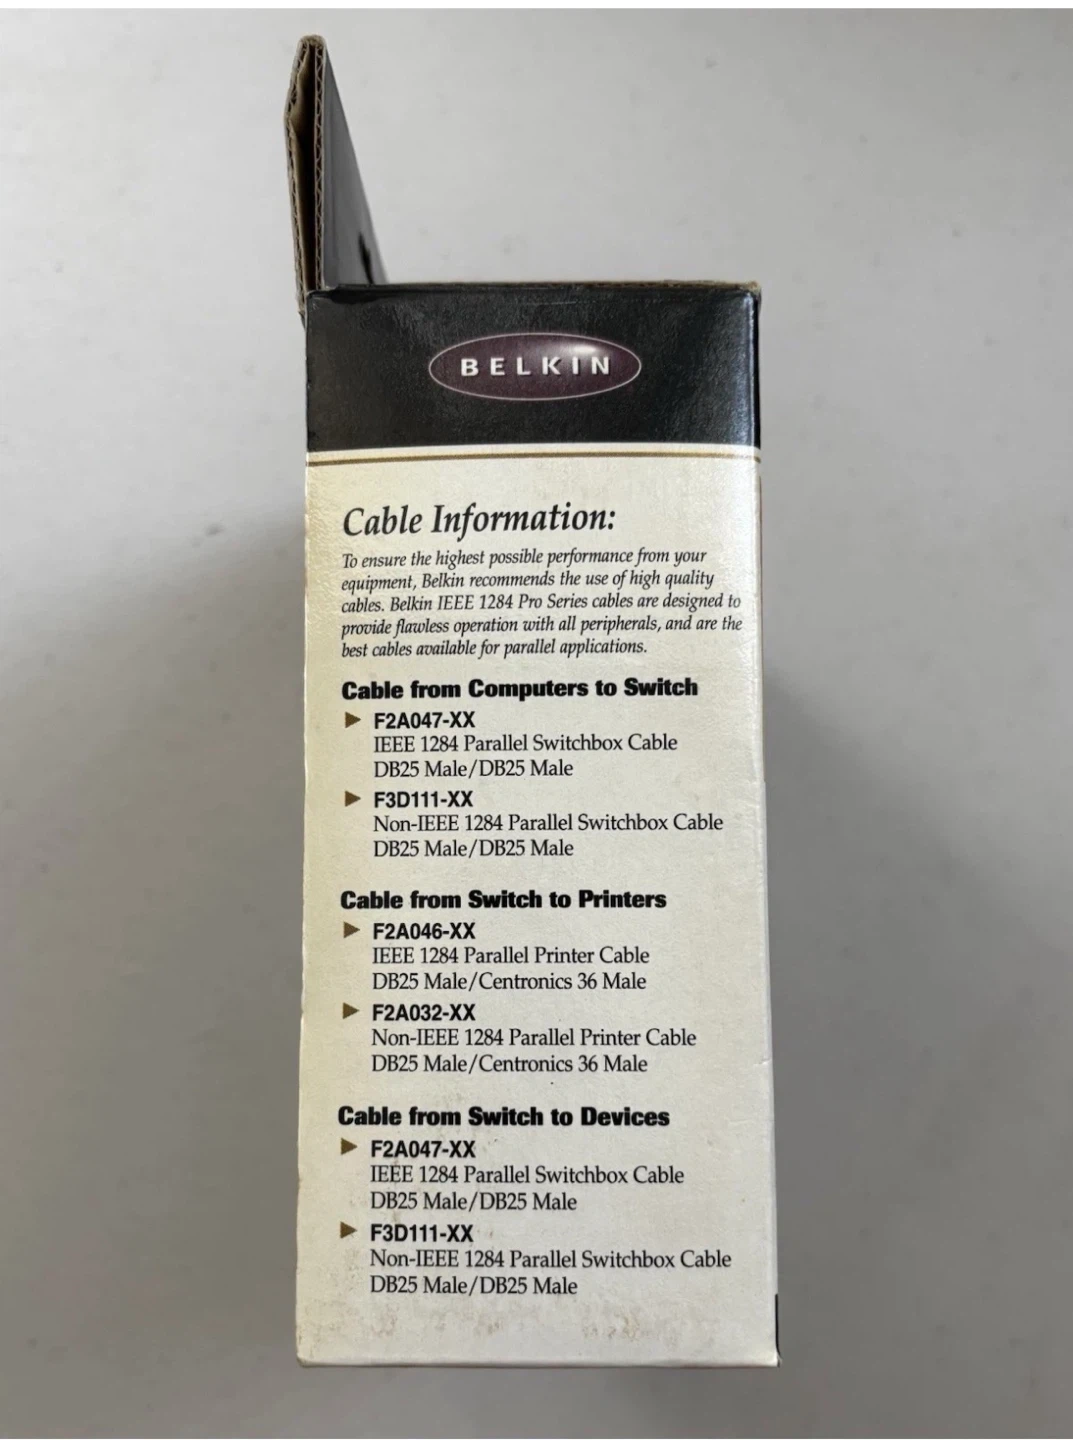 BELKIN
Cable Information:
To ensure the highest possible performance from your
equipment, Belkin recommends the use of high quality
cables. Belkin IEEE 1284 Pro Series cables are designed to
provide flawless operation with all peripherals, and are the
best cables available for parallel applications.
Cable from Computers to Switch
► F2A047-XX
IEEE 1284 Parallel Switchbox Cable
DB25 Male/DB25 Male
► F3D111-XX
Non-IEEE 1284 Parallel Switchbox Cable
DB25 Male/DB25 Male
Cable from Switch to Printers
► F2A046-XX
IEEE 1284 Parallel Printer Cable
DB25 Male/Centronics 36 Male
► F2A032-XX
Non-IEEE 1284 Parallel Printer Cable
DB25 Male/Centronics 36 Male
Cable from Switch to Devices
► F2A047-XX
IEEE 1284 Parallel Switchbox Cable
DB25 Male/DB25 Male
► F3D111-XX
Non-IEEE 1284 Parallel Switchbox Cable
DB25 Male/DB25 Male